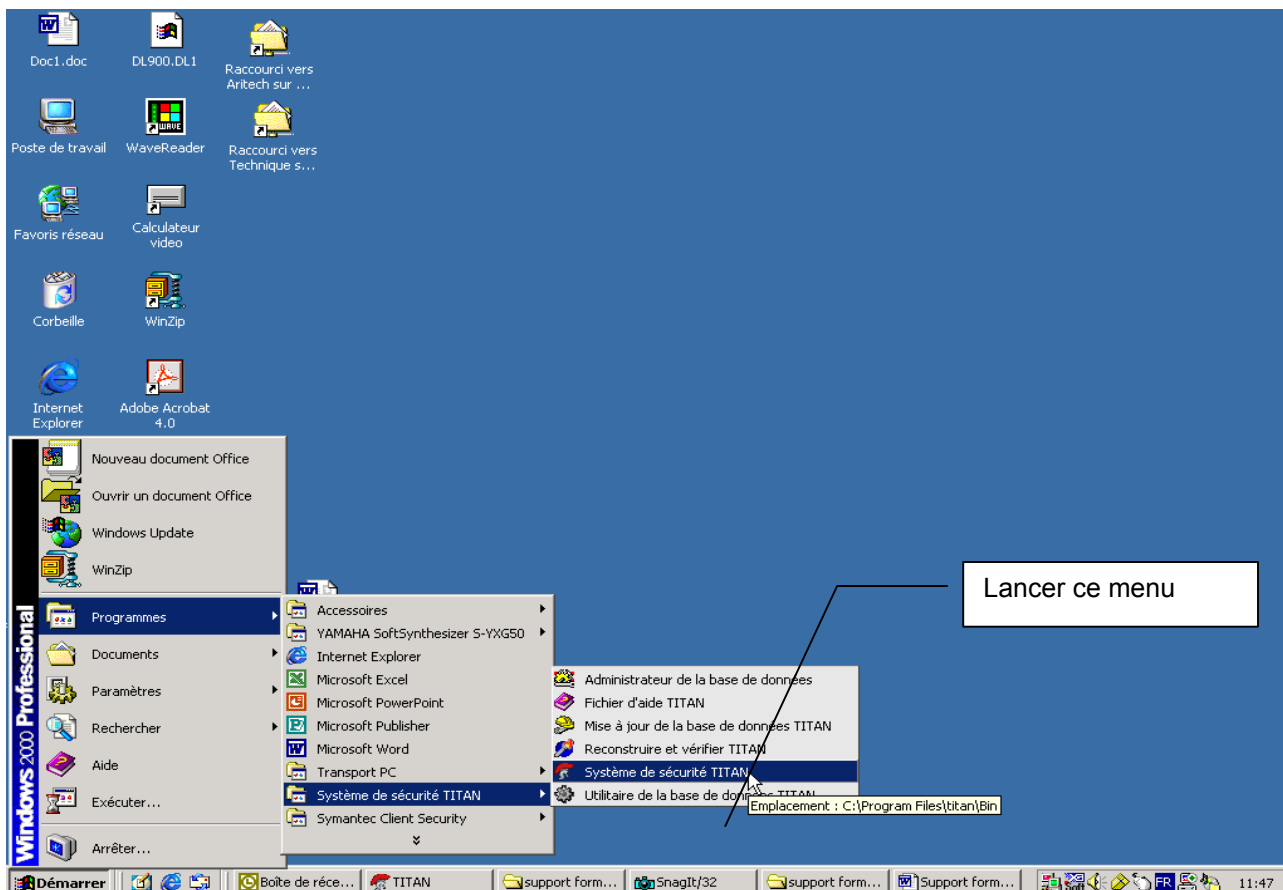 Doc1.doc
DL900.DL1
Raccourci vers
Aritech sur ...
Poste de travail
WaveReader
Raccourci vers
Technique s...
Favoris réseau
Calculateur
video
Corbeille
WinZip
Internet
Explorer
Adobe Acrobat
4.0
Windows 2000 Professional
Nouveau document Office
Ouvrir un document Office
Windows Update
WinZip
Programmes
Documents
Paramètres
Rechercher
Aide
Exécuter...
Arrêter...
Accessoires
YAMAHA SoftSynthesizer S-YXG50
Internet Explorer
Microsoft Excel
Microsoft PowerPoint
Microsoft Publisher
Microsoft Word
Transport PC
Système de sécurité TITAN
Symantec Client Security
Administrateur de la base de données
Fichier d'aide TITAN
Mise à jour de la base de données TITAN
Reconstruire et vérifier TITAN
Système de sécurité TITAN
Utilitaire de la base de données TITAN
Emplacement : C:\Program Files\titan\Bin
Lancer ce menu
Démarrer
Boîte de réce...
TITAN
support form...
SnagIt/32
support form...
Support form...
FR
11:47